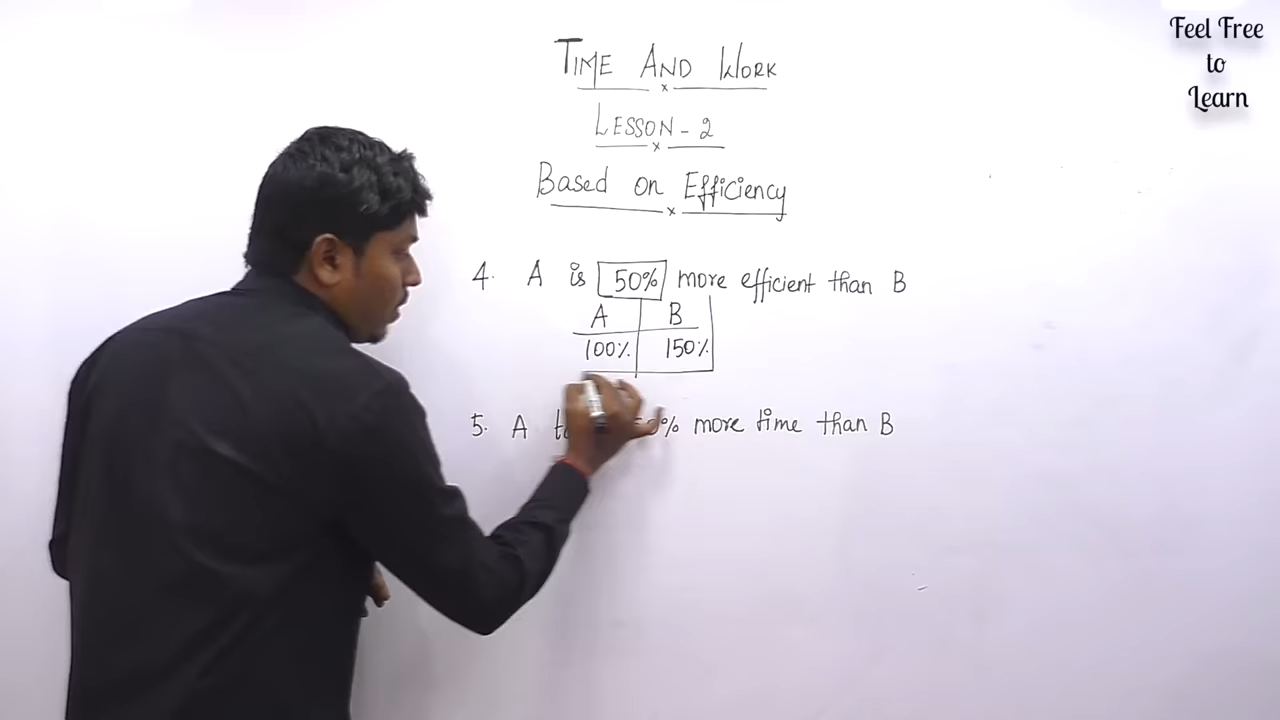 Feel Free
to
Learn
TIME AND WORK
LESSON - 2
Based on Efficiency
4. A is 50% more efficient than B
A B
100% 150%
5. A 50% more time than B